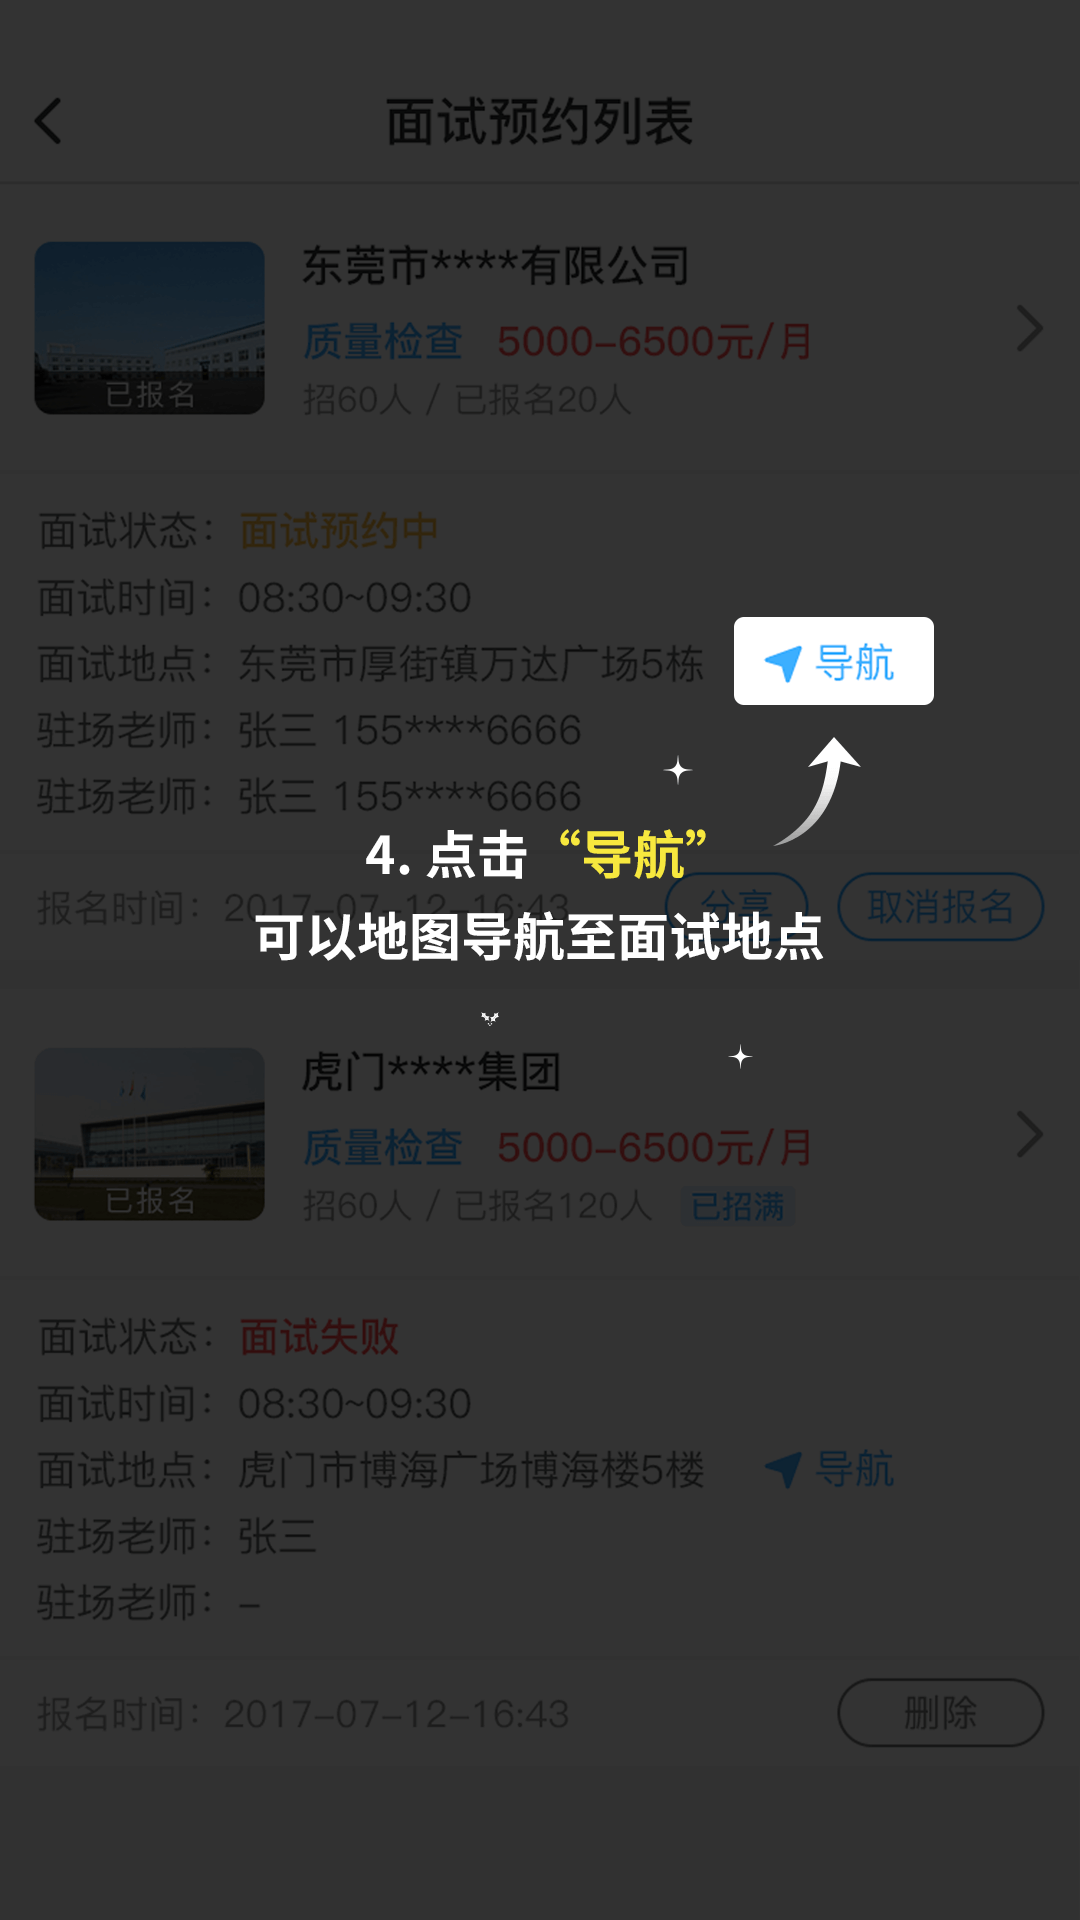 面试预约列表
东莞市****有限公司
质量检查 5000-6500元/月
已报名
招60人 / 已报名20人
面试状态：面试预约中
面试时间：08:30~09:30
面试地点：东莞市厚街镇万达广场5栋 导航
驻场老师：张三 155****6666
驻场老师：张三 155****6666
4. 点击“导航”
报名时间：2017-07-12-16:43 分享 取消报名
可以地图导航至面试地点
虎门****集团
质量检查 5000-6500元/月
已报名
招60人 / 已报名120人 已招满
面试状态：面试失败
面试时间：08:30~09:30
面试地点：虎门市博海广场博海楼5楼 导航
驻场老师：张三
驻场老师：-
报名时间：2017-07-12-16:43 删除